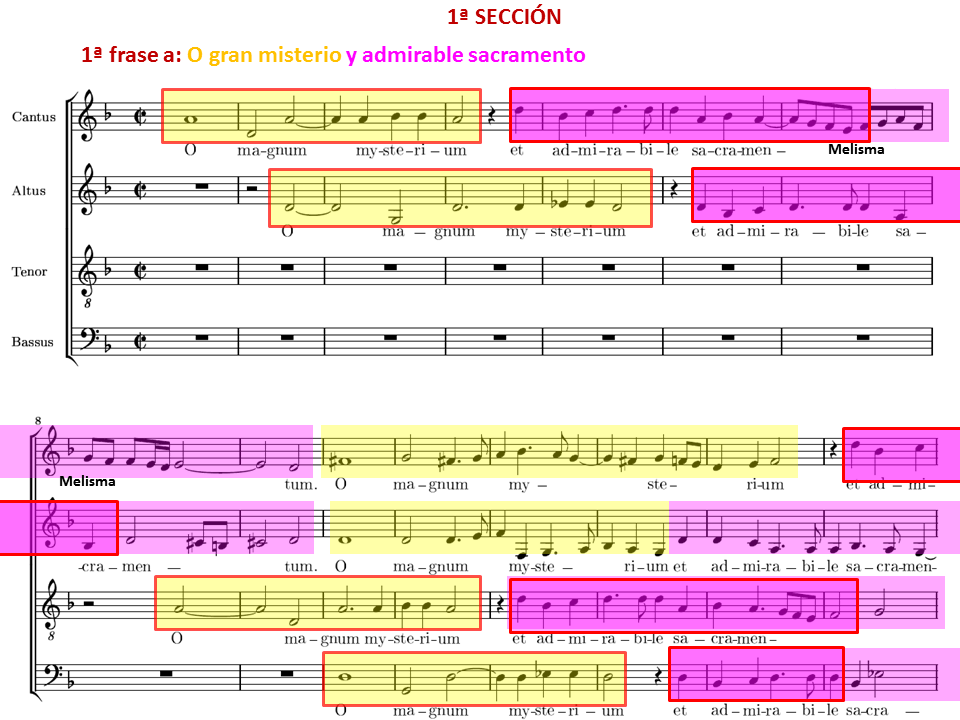 1ª SECCIÓN
1ª frase a: O gran misterio y admirable sacramento
Cantus
O ma-gnum my-ste-ri-um et ad-mi-ra-bi-le sa-cra-men-
Melisma
Altus
O ma-gnum my-ste-ri-um et ad-mi-ra-bi-le sa-
Tenor
8
Bassus
8
Melisma
tum. O ma-gnum my-ste-ri-um et ad-mi-
-cra-men-tum. O ma-gnum my-ste-ri-um et ad-mi-ra-bi-le sa-cra-men-
8
O ma-gnum my-ste-ri-um et ad-mi-ra-bi-le sa-cra-men-
O ma-gnum my-ste-ri-um et ad-mi-ra-bi-le sa-cra-